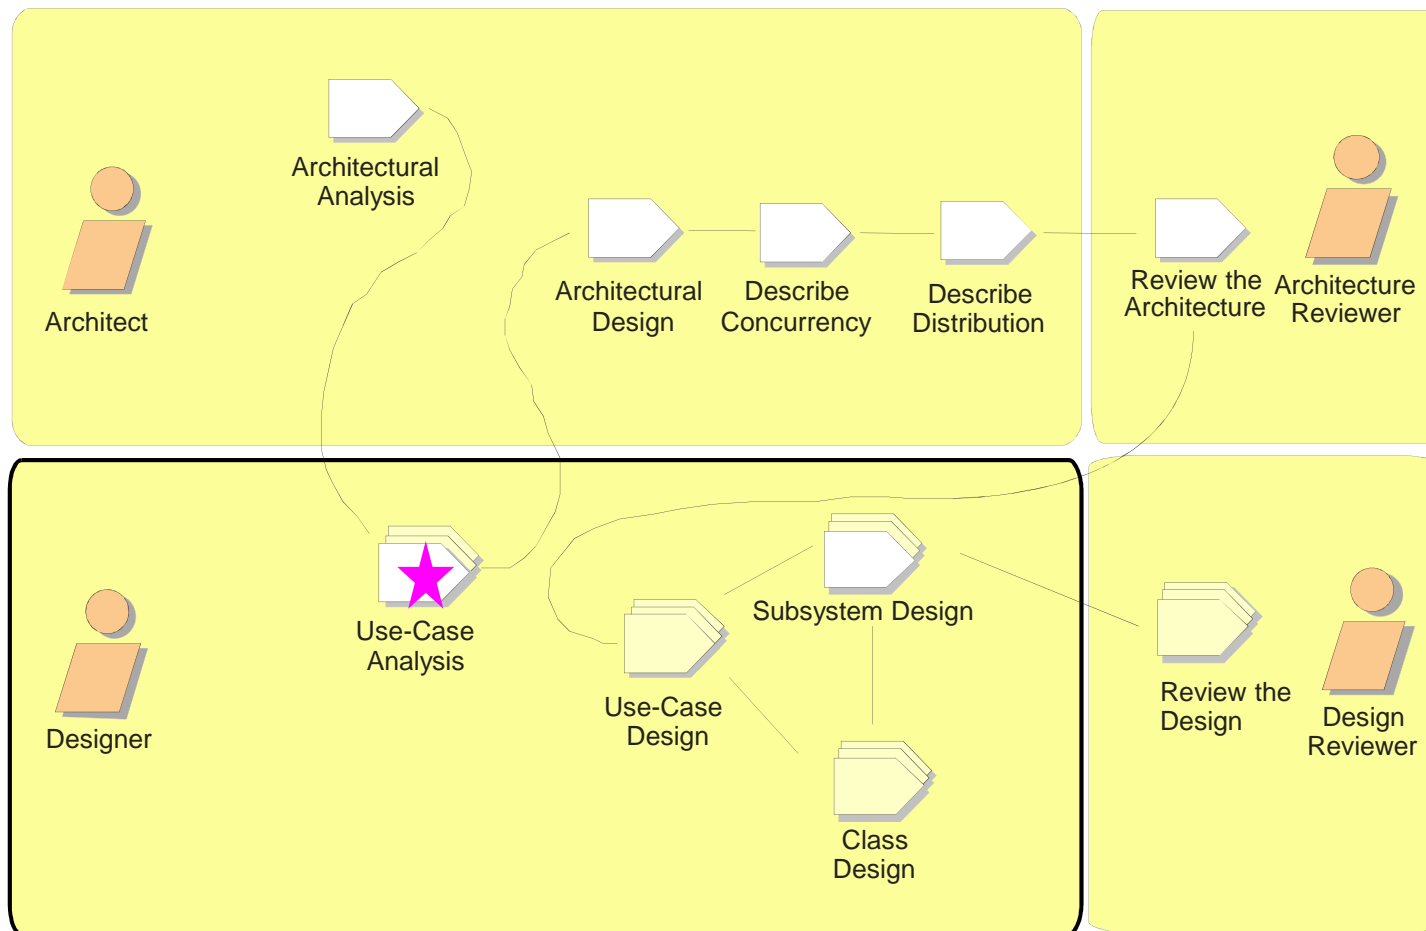 Architectural
Analysis
Architect
Architectural
Design
Describe
Concurrency
Describe
Distribution
Review the
Architecture
Architecture
Reviewer
Use-Case
Analysis
Designer
Subsystem Design
Use-Case
Design
Class
Design
Review the
Design
Design
Reviewer